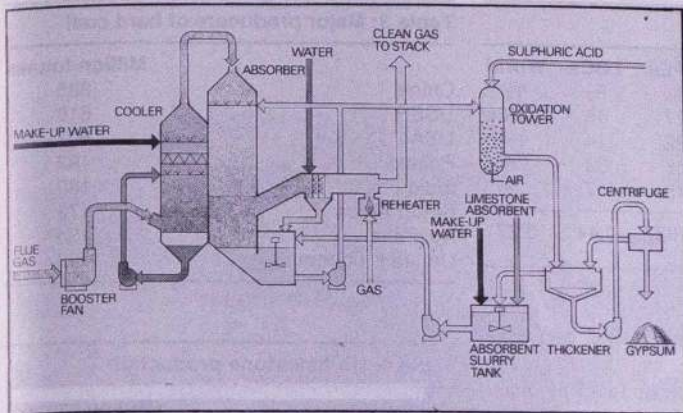 CLEAN GAS
TO STACK
WATER
SULPHURIC ACID
ABSORBER
COOLER
OXIDATION
TOWER
MAKE-UP WATER
AIR
CENTRIFUGE
LIMESTONE
ABSORBENT
REHEATER
MAKE-UP
WATER
FLUE
GAS
BOOSTER
FAN
GAS
ABSORBENT
SLURRY
TANK
THICKENER
GYPSUM